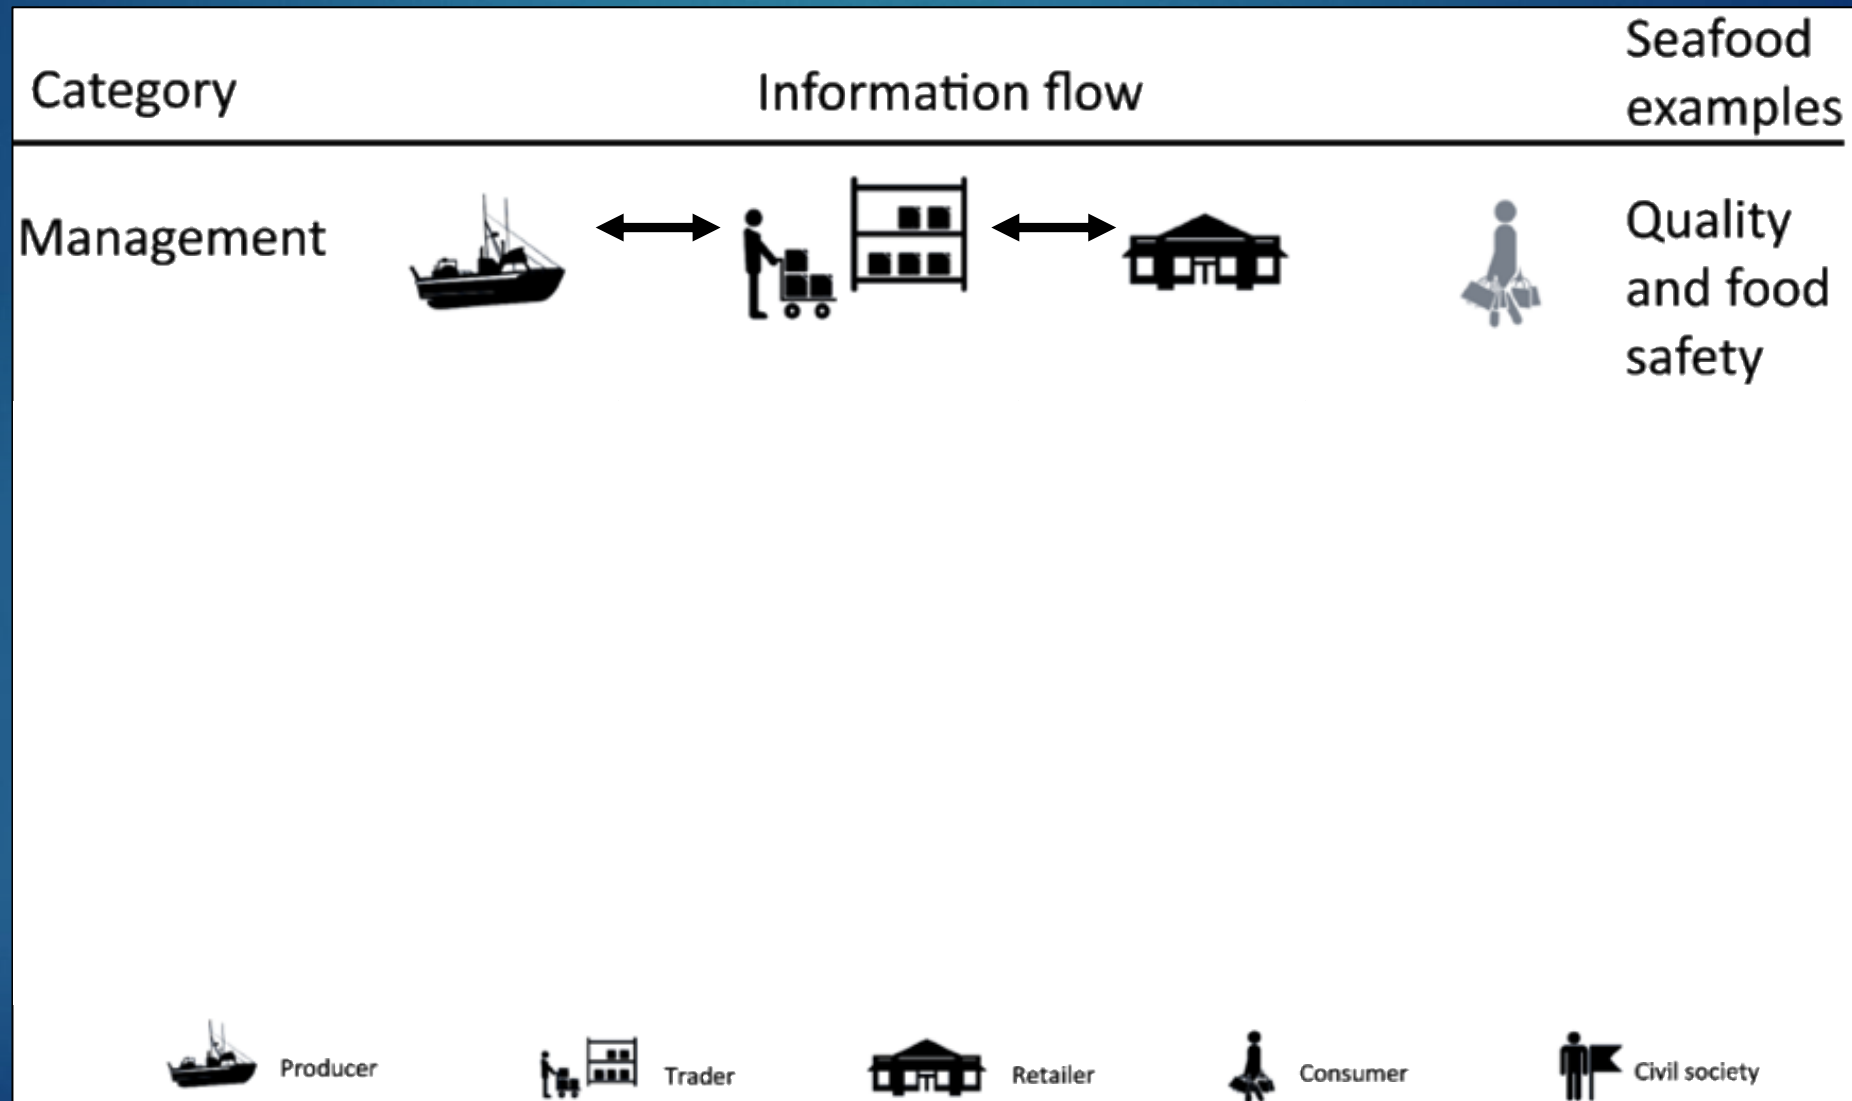 Category
Information flow
Seafood
examples
Management
Quality
and food
safety
Producer
Trader
Retailer
Consumer
Civil society